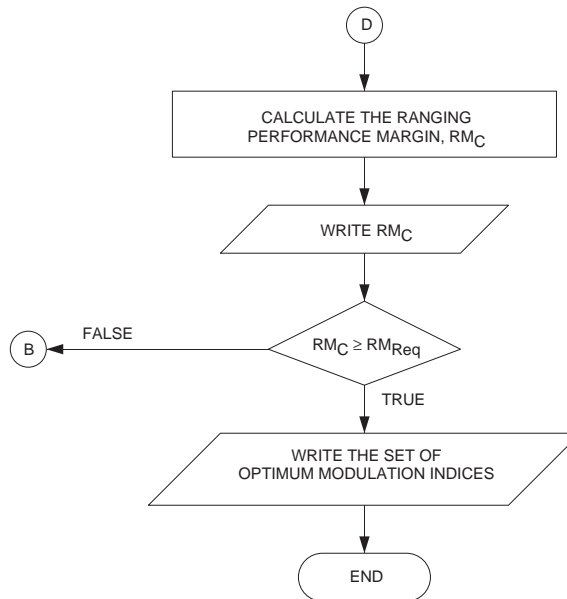 D
CALCULATE THE RANGING
PERFORMANCE MARGIN, RMC
WRITE RMC
FALSE
B
RMC ≥ RMReq
TRUE
WRITE THE SET OF
OPTIMUM MODULATION INDICES
END